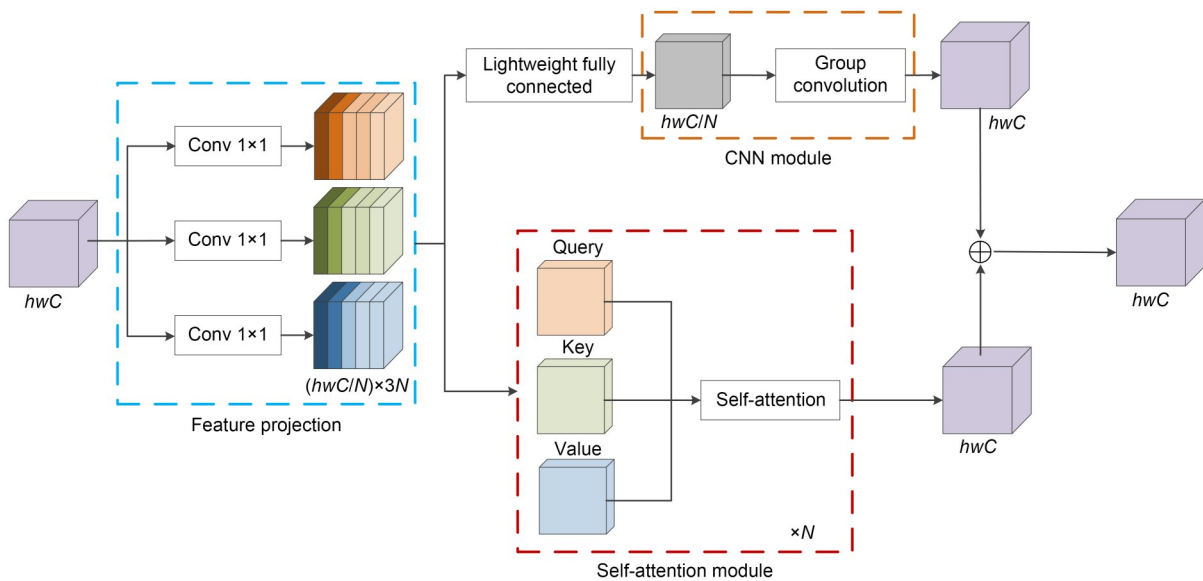 hwC
Conv 1×1
Conv 1×1
Conv 1×1
(hwC/N)×3N
Feature projection
Lightweight fully
connected
hwC/N
Group
convolution
CNN module
hwC
Query
Key
Value
Self-attention
×N
Self-attention module
hwC
hwC